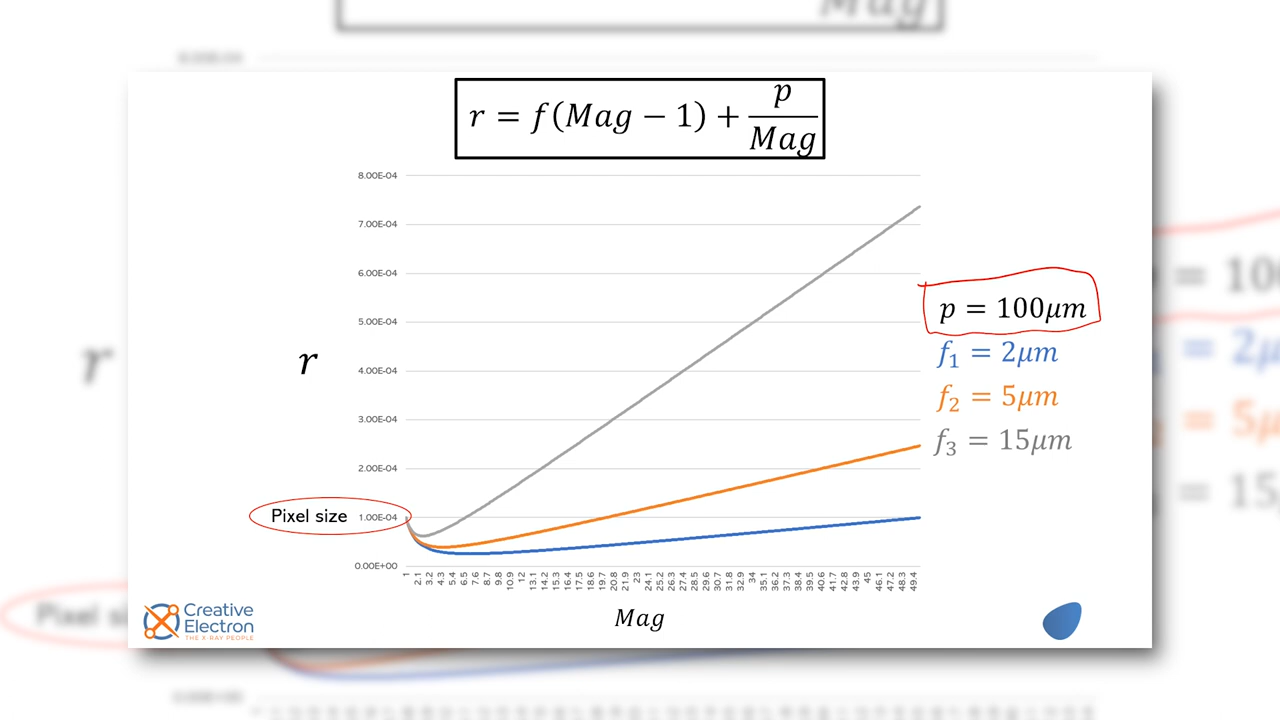 r = f(Mag − 1) + p/Mag
8.00E-04
7.00E-04
6.00E-04
5.00E-04
4.00E-04
3.00E-04
2.00E-04
1.00E-04
0.00E+00
r
Pixel size
p = 100μm
f₁ = 2μm
f₂ = 5μm
f₃ = 15μm
1 2.1 3.2 4.3 5.4 6.5 7.6 8.7 9.8 10.9 12 13.1 14.2 15.3 16.4 17.5 18.6 19.7 20.8 21.9 23 24.1 25.2 26.3 27.4 28.5 29.6 30.7 31.8 32.9 34 35.1 36.2 37.3 38.4 39.5 40.6 41.7 42.8 43.9 45 46.1 47.2 48.3 49.4
Mag
Creative
Electron
THE X-RAY PEOPLE